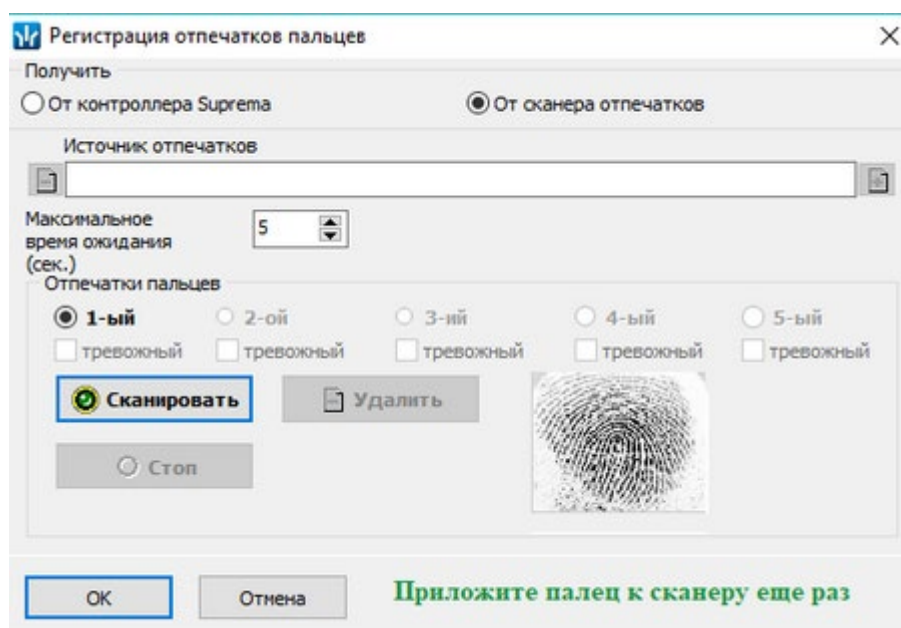 Регистрация отпечатков пальцев
Получить
От контроллера Suprema От сканера отпечатков
Источник отпечатков
Максимальное 5
время ожидания
(сек.)
Отпечатки пальцев
1-ый 2-ой 3-ий 4-ый 5-ый
тревожный тревожный тревожный тревожный тревожный
Сканировать Удалить
Стоп
OK Отмена Приложите палец к сканеру еще раз